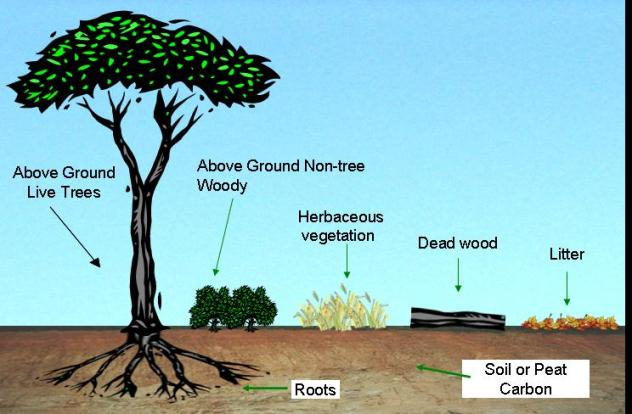 Above Ground
Live Trees
Above Ground Non-tree
Woody
Herbaceous
vegetation
Dead wood
Litter
Roots
Soil or Peat
Carbon